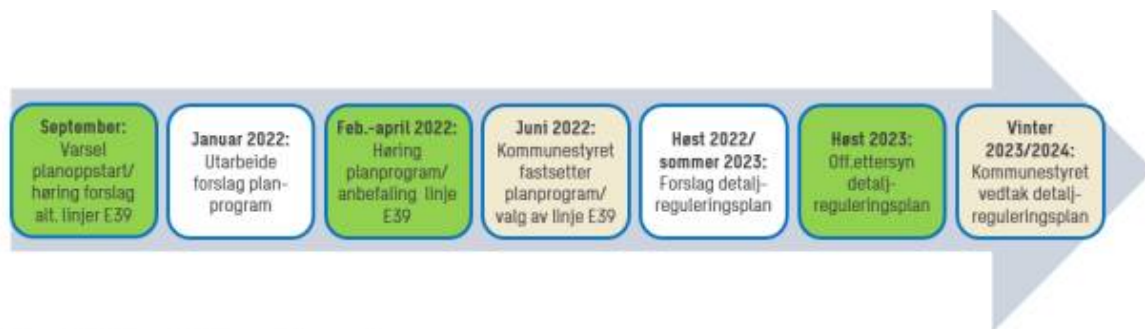 September:
Varsel
planoppstart/
høring forslag
alt. linjer E39
Januar 2022:
Utarbeide
forslag plan-
program
Feb.-april 2022:
Høring
planprogram/
anbefaling linje
E39
Juni 2022:
Kommunestyret
fastsetter
planprogram/
valg av linje E39
Høst 2022/
sommer 2023:
Forslag detalj-
reguleringsplan
Høst 2023:
Off.ettersyn
detalj-
reguleringsplan
Vinter
2023/2024:
Kommunestyret
vedtak detalj-
reguleringsplan